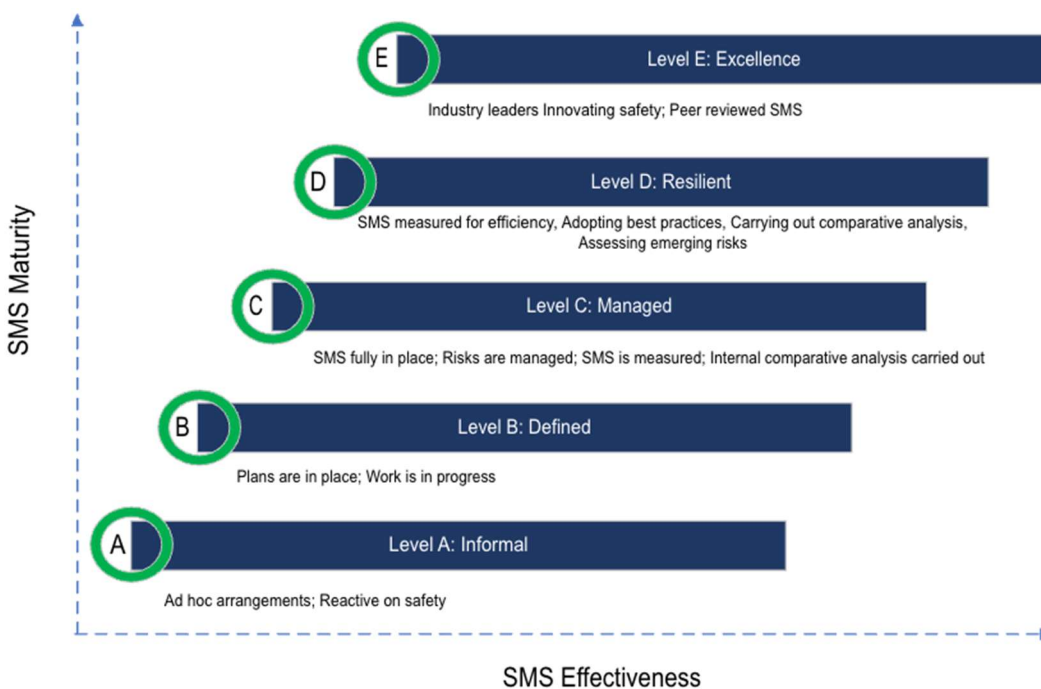 SMS Maturity
E
Level E: Excellence
Industry leaders Innovating safety; Peer reviewed SMS
D
Level D: Resilient
SMS measured for efficiency, Adopting best practices, Carrying out comparative analysis,
Assessing emerging risks
C
Level C: Managed
SMS fully in place; Risks are managed; SMS is measured; Internal comparative analysis carried out
B
Level B: Defined
Plans are in place; Work is in progress
A
Level A: Informal
Ad hoc arrangements; Reactive on safety
SMS Effectiveness